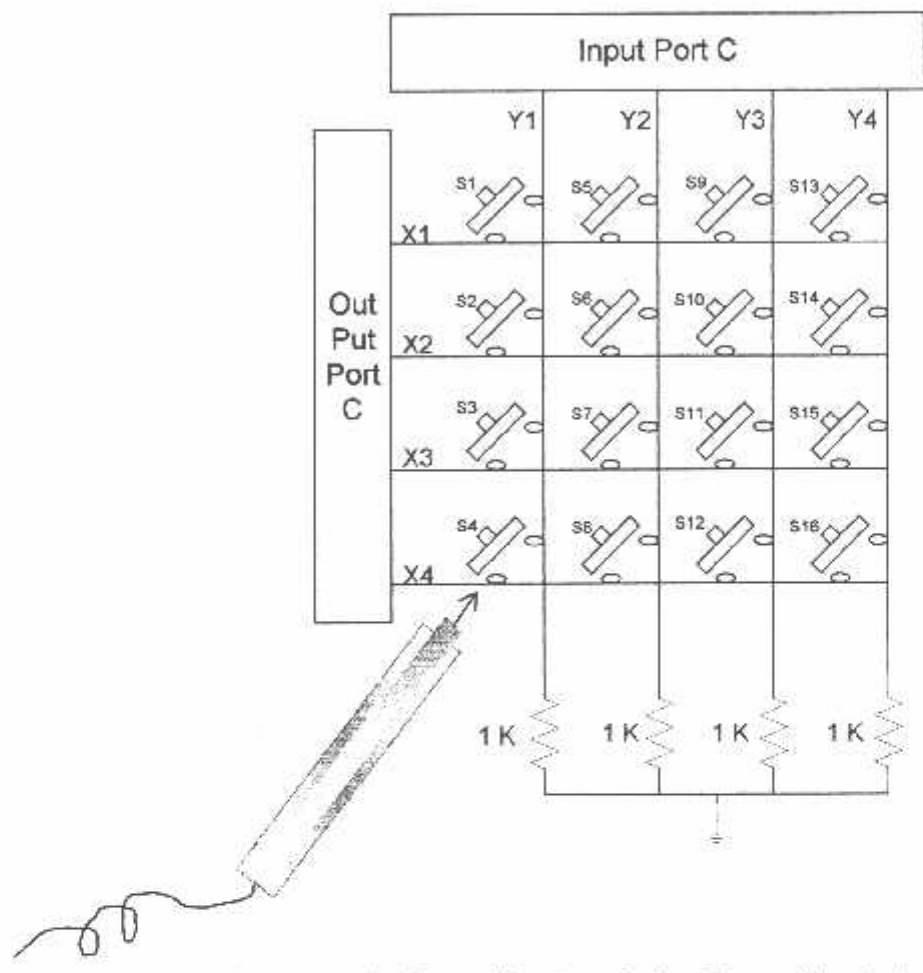 Input Port C
Y1 Y2 Y3 Y4
S1 S5 S9 S13
X1
S2 S6 S10 S14
X2
Out
Put
Port
C
S3 S7 S11 S15
X3
S4 S8 S12 S16
X4
1 K 1 K 1 K 1 K